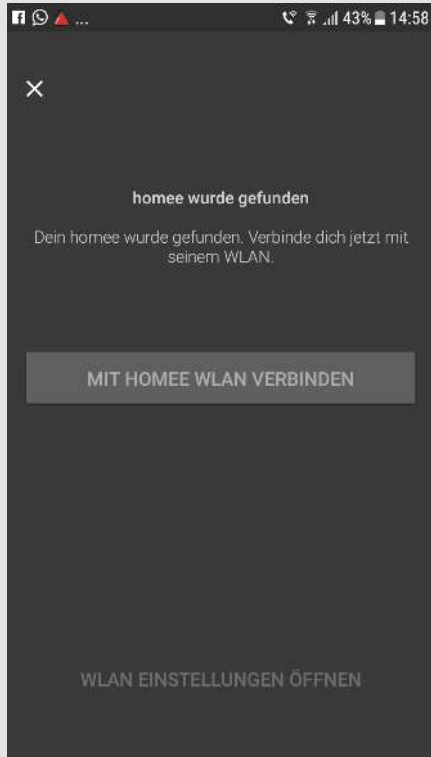 ... 43% 14:58
homee wurde gefunden
Dein homee wurde gefunden. Verbinde dich jetzt mit
seinem WLAN.
MIT HOMEE WLAN VERBINDEN
WLAN EINSTELLUNGEN ÖFFNEN